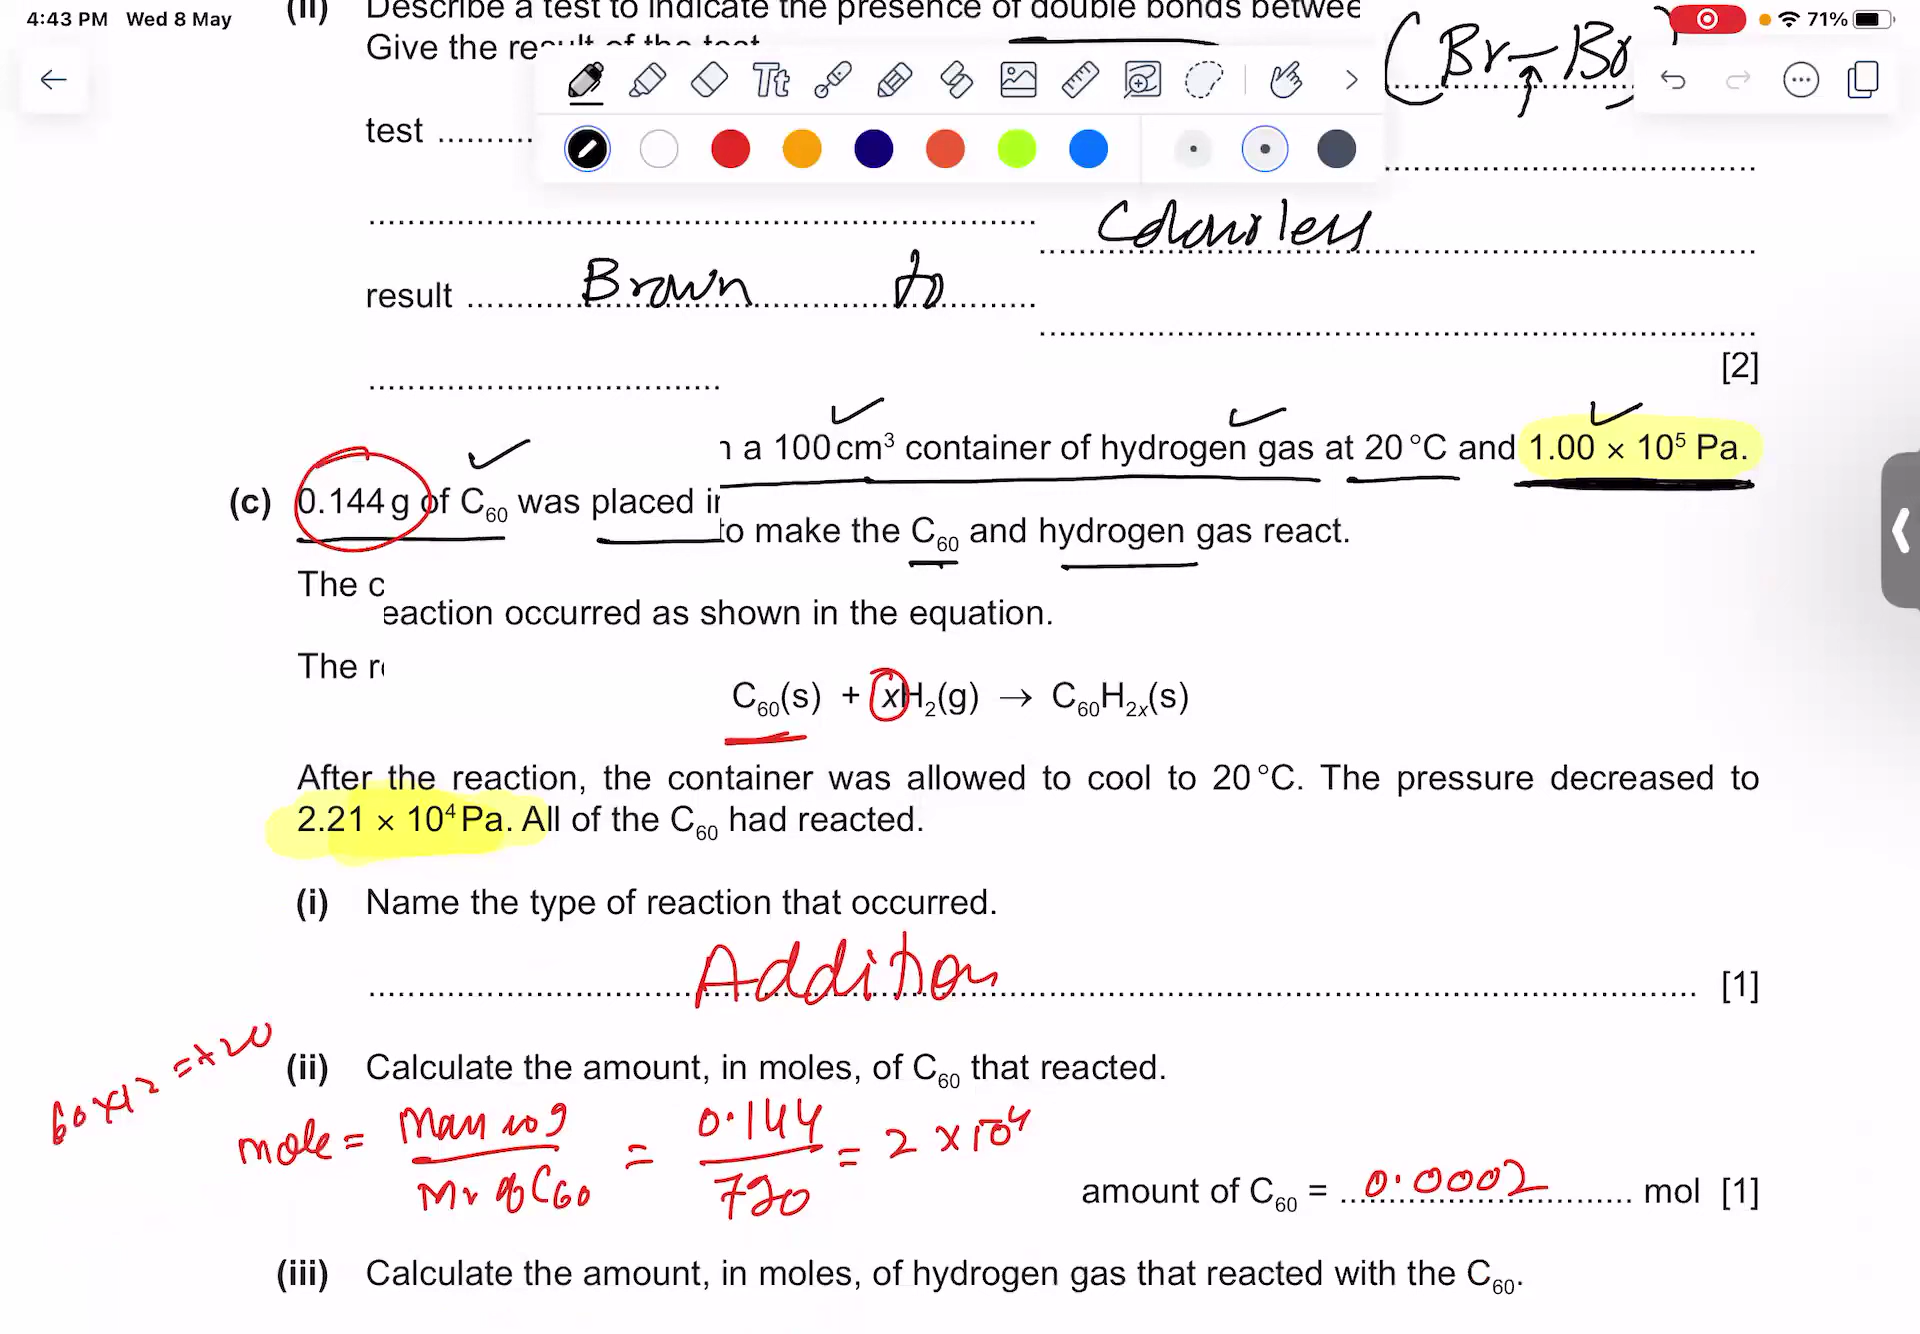 4:43 PM Wed 8 May
71%
(ii) Describe a test to indicate the presence of double bonds betwee
Give the result of the test.
(Br-Br)
Tt
test
Colourless
result Brown to
[2]
n a 100 cm³ container of hydrogen gas at 20 °C and 1.00 × 10⁵ Pa.
(c) 0.144 g of C₆₀ was placed in
to make the C₆₀ and hydrogen gas react.
The c
eaction occurred as shown in the equation.
The re
C₆₀(s) + xH₂(g) → C₆₀H₂ₓ(s)
After the reaction, the container was allowed to cool to 20 °C. The pressure decreased to
2.21 × 10⁴ Pa. All of the C₆₀ had reacted.
(i) Name the type of reaction that occurred.
Addition [1]
60 × 12 = 720
(ii) Calculate the amount, in moles, of C₆₀ that reacted.
mole = Mass in g / Mr of C60 = 0.144 / 720 = 2 × 10⁻⁴
amount of C₆₀ = 0.0002 mol [1]
(iii) Calculate the amount, in moles, of hydrogen gas that reacted with the C₆₀.